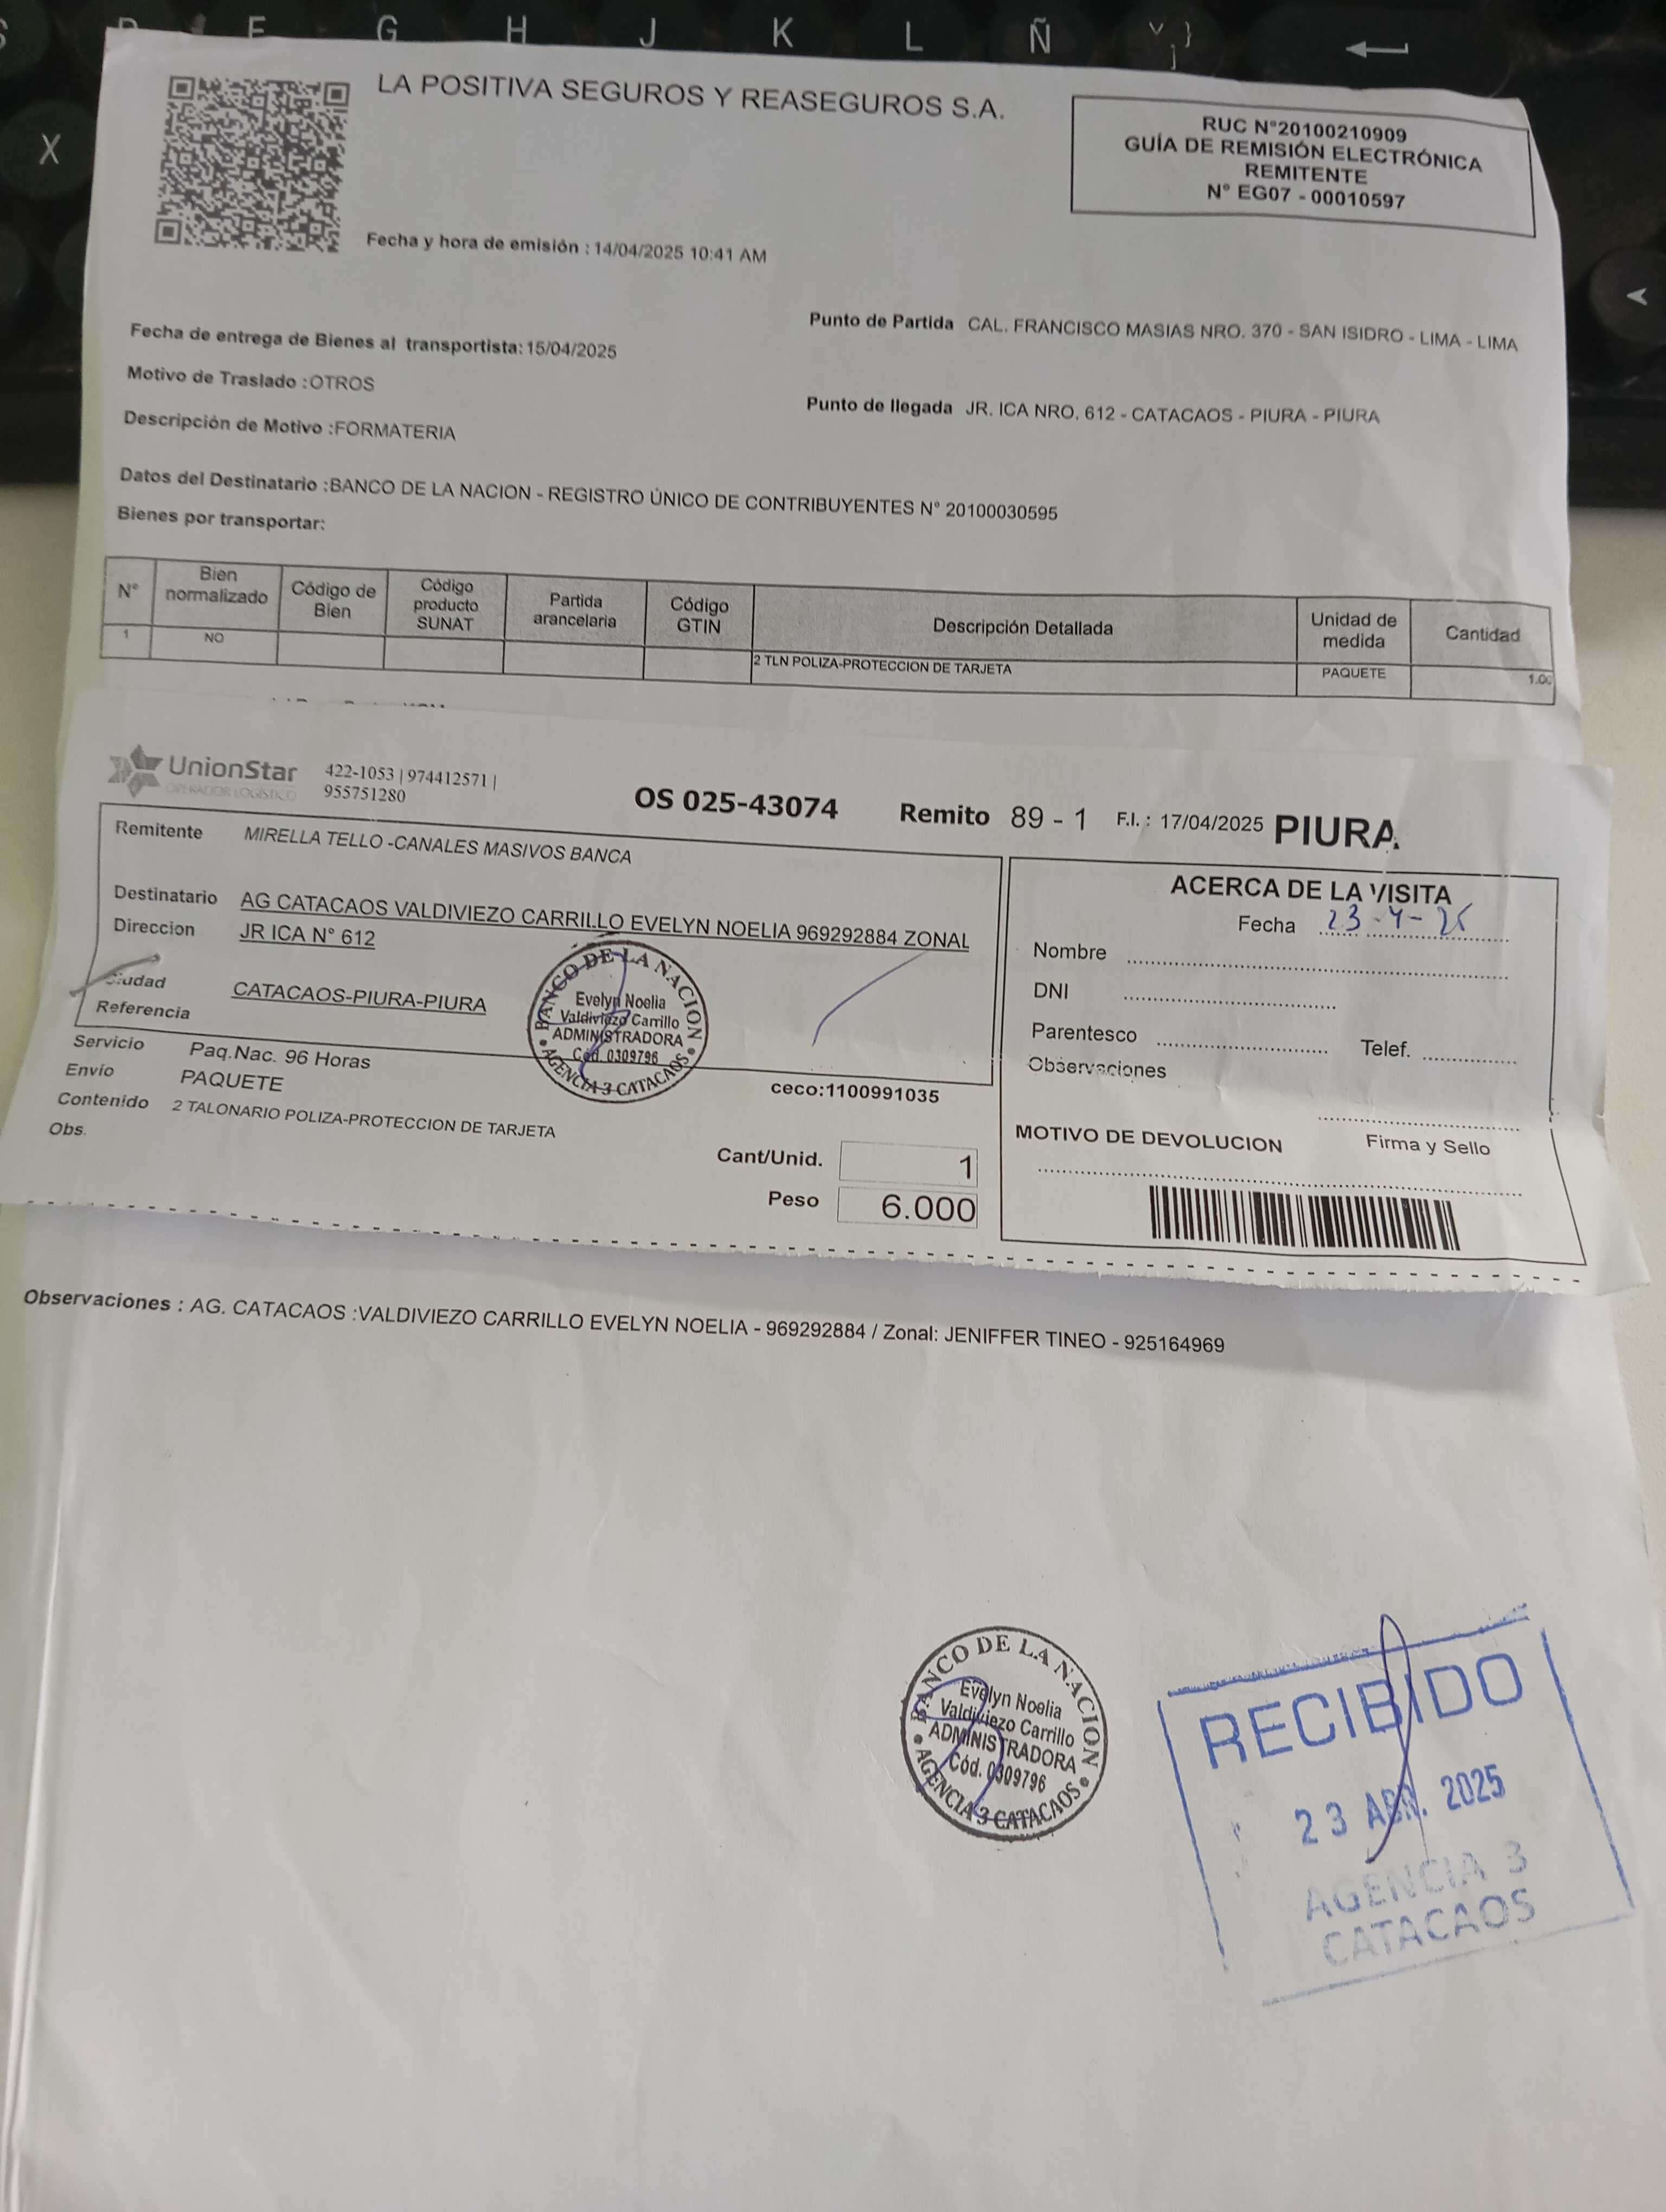 F G H J K L Ñ
X
LA POSITIVA SEGUROS Y REASEGUROS S.A.
RUC N°20100210909
GUÍA DE REMISIÓN ELECTRÓNICA
REMITENTE
N° EG07 - 00010597
Fecha y hora de emisión : 14/04/2025 10:41 AM
Fecha de entrega de Bienes al transportista: 15/04/2025
Motivo de Traslado :OTROS
Descripción de Motivo :FORMATERIA
Punto de Partida CAL. FRANCISCO MASIAS NRO. 370 - SAN ISIDRO - LIMA - LIMA
Punto de llegada JR. ICA NRO. 612 - CATACAOS - PIURA - PIURA
Datos del Destinatario :BANCO DE LA NACION - REGISTRO ÚNICO DE CONTRIBUYENTES N° 20100030595
Bienes por transportar:
N° Bien normalizado Código de Bien Código producto SUNAT Partida arancelaria Código GTIN Descripción Detallada Unidad de medida Cantidad
1 NO 2 TLN POLIZA-PROTECCION DE TARJETA PAQUETE 1.00
UnionStar
OPERADOR LOGÍSTICO
422-1053 | 974412571 |
955751280
OS 025-43074 Remito 89 - 1 F.I. : 17/04/2025 PIURA
Remitente MIRELLA TELLO -CANALES MASIVOS BANCA
Destinatario AG CATACAOS VALDIVIEZO CARRILLO EVELYN NOELIA 969292884 ZONAL
Direccion JR ICA N° 612
Ciudad CATACAOS-PIURA-PIURA
Referencia
Servicio Paq.Nac. 96 Horas
Envio PAQUETE
Contenido 2 TALONARIO POLIZA-PROTECCION DE TARJETA
Obs.
BANCO DE LA NACION
Evelyn Noelia
Valdiviezo Carrillo
ADMINISTRADORA
Cód. 0309796
AGENCIA 3 CATACAOS
ceco:1100991035
Cant/Unid. 1
Peso 6.000
ACERCA DE LA VISITA
Fecha 23-4-25
Nombre
DNI
Parentesco Telef.
Observaciones
Firma y Sello
MOTIVO DE DEVOLUCION
Observaciones : AG. CATACAOS :VALDIVIEZO CARRILLO EVELYN NOELIA - 969292884 / Zonal: JENIFFER TINEO - 925164969
BANCO DE LA NACION
Evelyn Noelia
Valdiviezo Carrillo
ADMINISTRADORA
Cód. 0309796
AGENCIA 3 CATACAOS
RECIBIDO
23 ABR. 2025
AGENCIA 3
CATACAOS